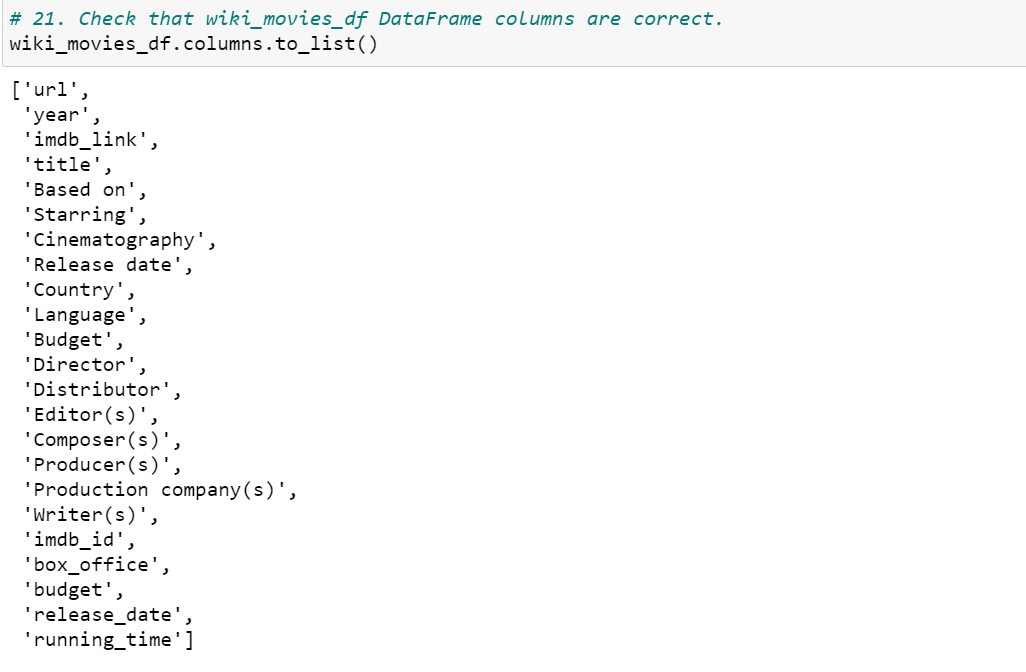 # 21. Check that wiki_movies_df DataFrame columns are correct.
wiki_movies_df.columns.to_list()
['url',
'year',
'imdb_link',
'title',
'Based on',
'Starring',
'Cinematography',
'Release date',
'Country',
'Language',
'Budget',
'Director',
'Distributor',
'Editor(s)',
'Composer(s)',
'Producer(s)',
'Production company(s)',
'Writer(s)',
'imdb_id',
'box_office',
'budget',
'release_date',
'running_time']